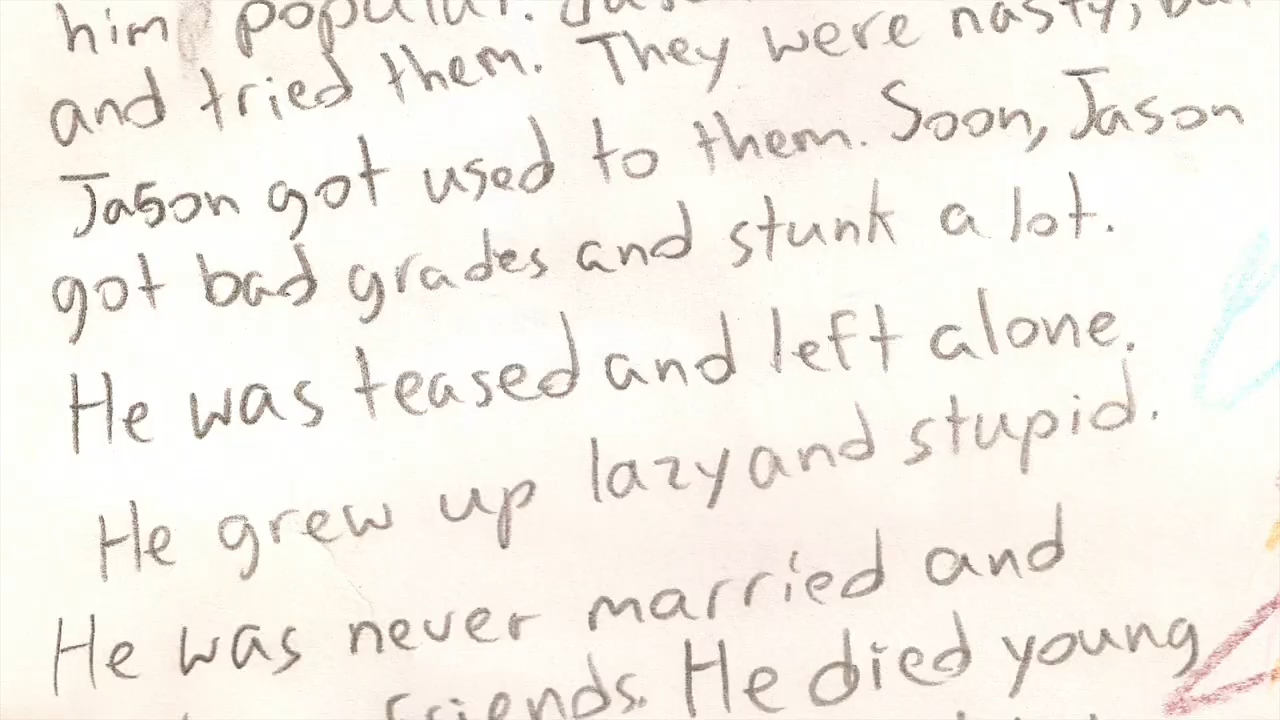 him popular.
and tried them. They were nasty,
Jason got used to them. Soon, Jason
got bad grades and stunk a lot.
He was teased and left alone.
He grew up lazy and stupid.
He was never married and
friends. He died young